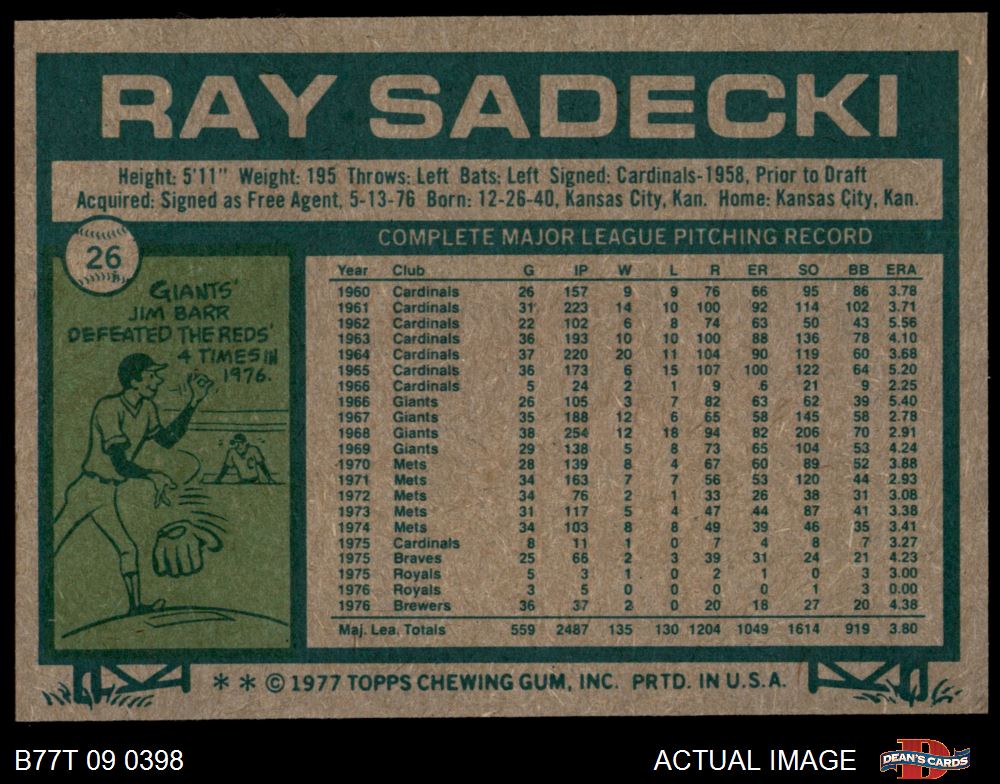 RAY SADECKI
Height: 5'11" Weight: 195 Throws: Left Bats: Left Signed: Cardinals-1958, Prior to Draft
Acquired: Signed as Free Agent, 5-13-76 Born: 12-26-40, Kansas City, Kan. Home: Kansas City, Kan.
26
GIANTS'
JIM BARR
DEFEATED THE REDS'
4 TIMES IN
1976.
COMPLETE MAJOR LEAGUE PITCHING RECORD
Year Club G IP W L R ER SO BB ERA
1960 Cardinals 26 157 9 9 76 66 95 86 3.78
1961 Cardinals 31 223 14 10 100 92 114 102 3.71
1962 Cardinals 22 102 6 8 74 63 50 43 5.56
1963 Cardinals 36 193 10 10 100 88 136 78 4.10
1964 Cardinals 37 220 20 11 104 90 119 60 3.68
1965 Cardinals 36 173 6 15 107 100 122 64 5.20
1966 Cardinals 5 24 2 1 9 6 21 9 2.25
1966 Giants 26 105 3 7 82 63 62 39 5.40
1967 Giants 35 188 12 6 65 58 145 58 2.78
1968 Giants 38 254 12 18 94 82 206 70 2.91
1969 Giants 29 138 5 8 73 65 104 53 4.24
1970 Mets 28 139 8 4 67 60 89 52 3.88
1971 Mets 34 163 7 7 56 53 120 44 2.93
1972 Mets 34 76 2 1 33 26 38 31 3.08
1973 Mets 31 117 5 4 47 44 87 41 3.38
1974 Mets 34 103 8 8 49 39 46 35 3.41
1975 Cardinals 8 11 1 0 7 4 8 7 3.27
1975 Braves 25 66 2 3 39 31 24 21 4.23
1975 Royals 5 3 1 0 2 1 0 3 3.00
1976 Royals 3 5 0 0 0 0 1 3 0.00
1976 Brewers 36 37 2 0 20 18 27 20 4.38
Maj. Lea. Totals 559 2487 135 130 1204 1049 1614 919 3.80
* * © 1977 TOPPS CHEWING GUM, INC. PRTD. IN U.S.A.
B77T 09 0398
ACTUAL IMAGE
D
DEAN'S CARDS